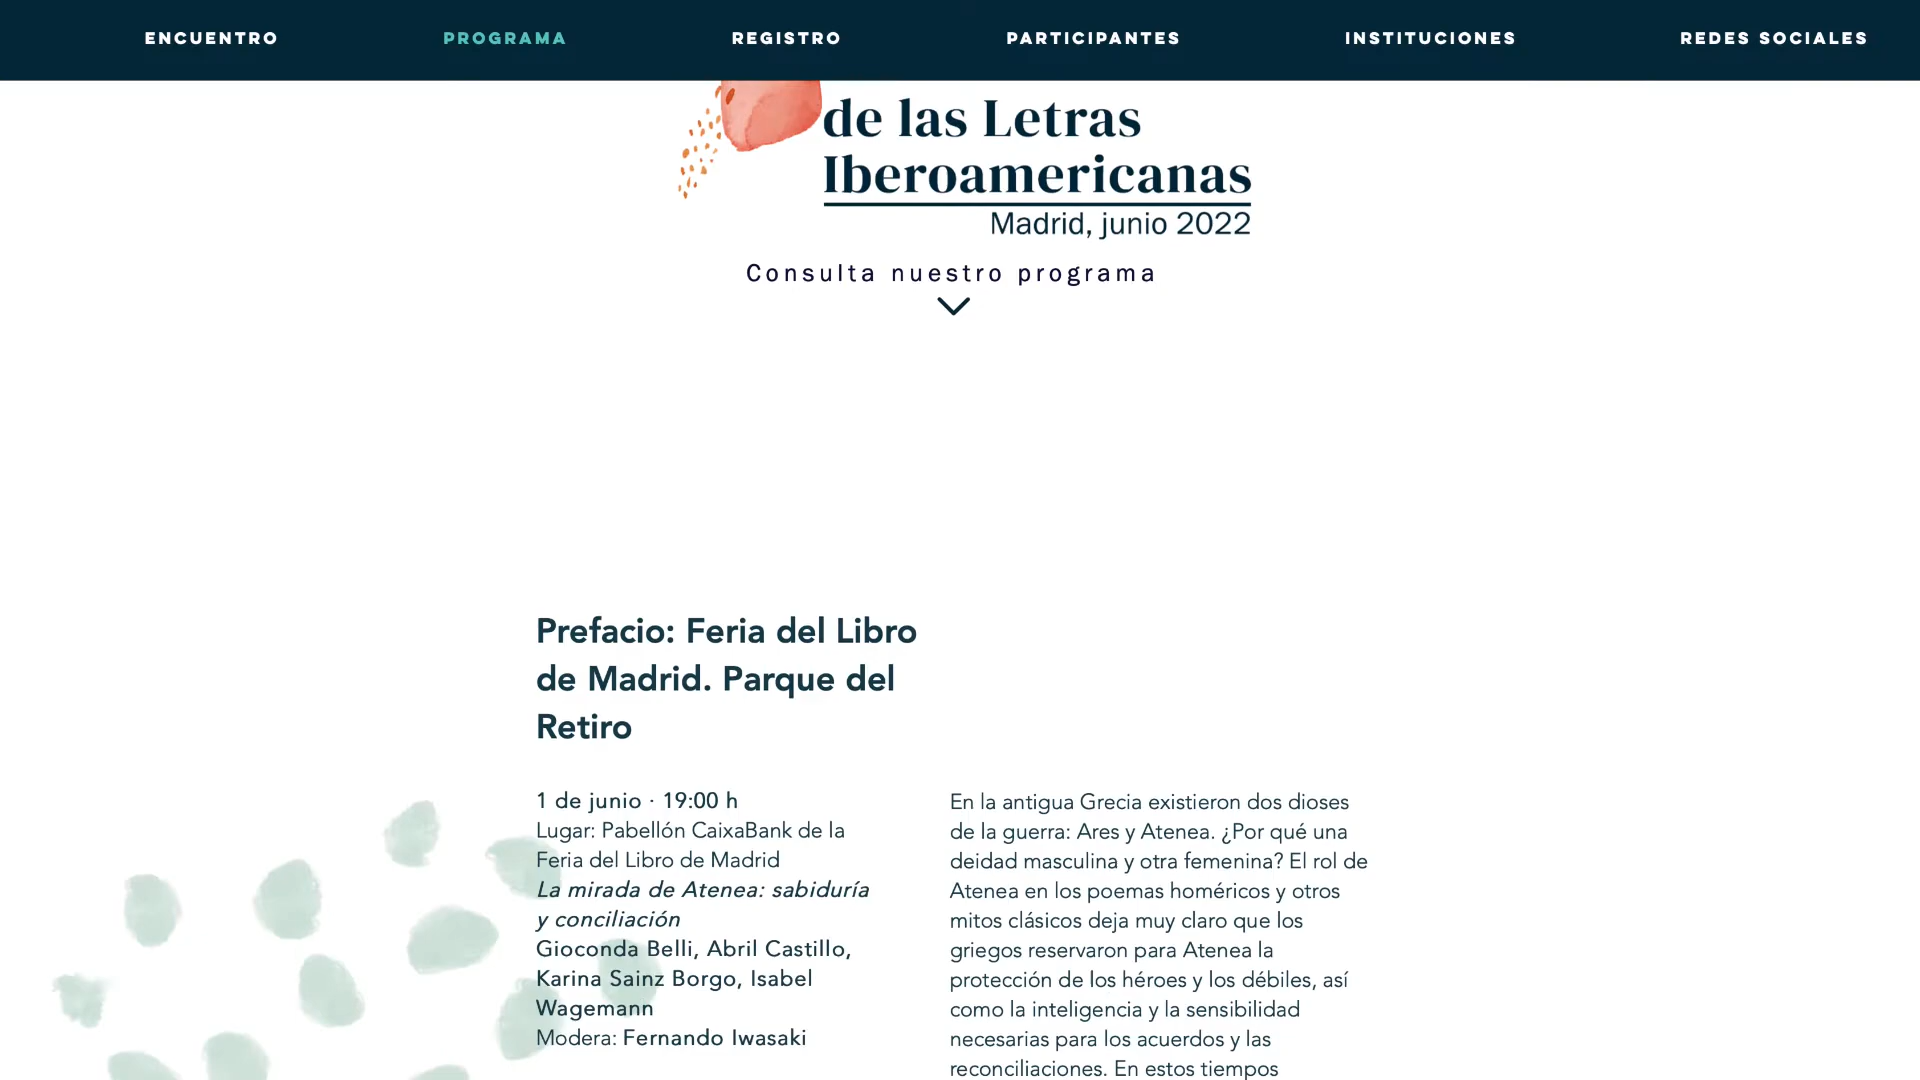 ENCUENTRO
PROGRAMA
REGISTRO
PARTICIPANTES
INSTITUCIONES
REDES SOCIALES
de las Letras
Iberoamericanas
Madrid, junio 2022
Consulta nuestro programa
Prefacio: Feria del Libro
de Madrid. Parque del
Retiro
1 de junio · 19:00 h
Lugar: Pabellón CaixaBank de la
Feria del Libro de Madrid
La mirada de Atenea: sabiduría
y conciliación
Gioconda Belli, Abril Castillo,
Karina Sainz Borgo, Isabel
Wagemann
Modera: Fernando Iwasaki
En la antigua Grecia existieron dos dioses
de la guerra: Ares y Atenea. ¿Por qué una
deidad masculina y otra femenina? El rol de
Atenea en los poemas homéricos y otros
mitos clásicos deja muy claro que los
griegos reservaron para Atenea la
protección de los héroes y los débiles, así
como la inteligencia y la sensibilidad
necesarias para los acuerdos y las
reconciliaciones. En estos tiempos